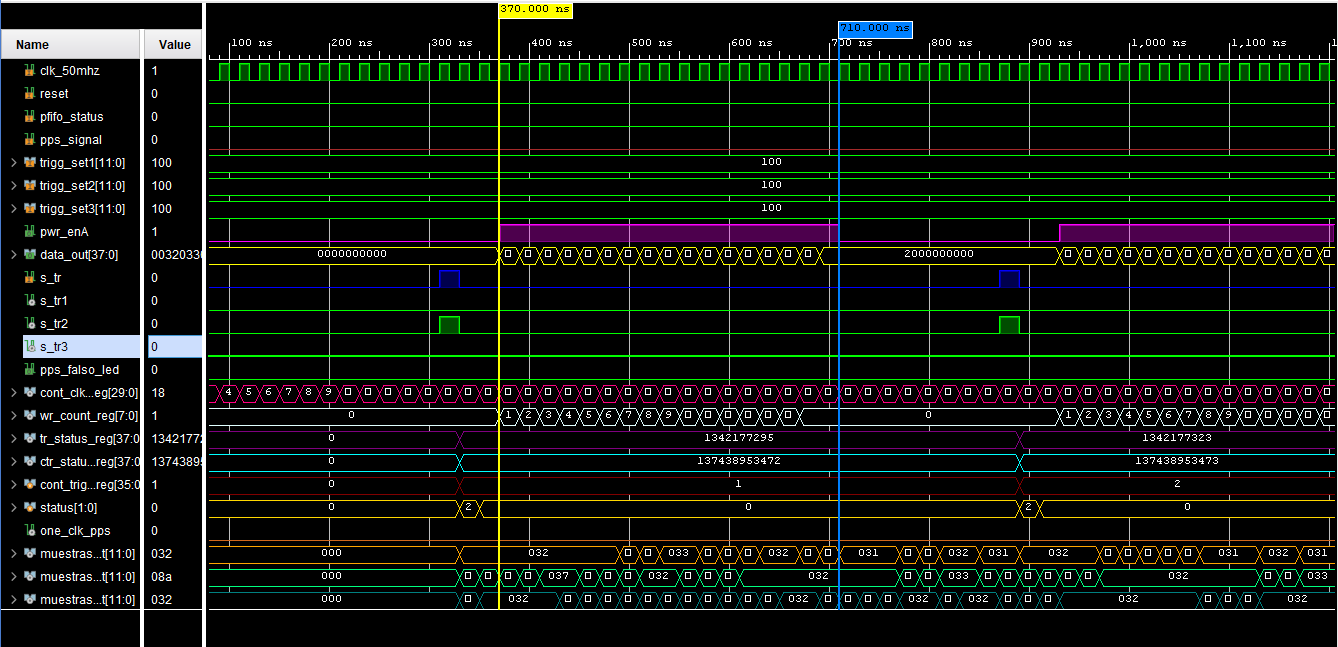 370.000 ns
710.000 ns
Name Value
100 ns 200 ns 300 ns 400 ns 500 ns 600 ns 700 ns 800 ns 900 ns 1,000 ns 1,100 ns
clk_50mhz 1
reset 0
pfifo_status 0
pps_signal 0
trigg_set1[11:0] 100 100
trigg_set2[11:0] 100 100
trigg_set3[11:0] 100 100
pwr_enA 1
data_out[37:0] 00320330 0000000000 2000000000
s_tr 0
s_tr1 0
s_tr2 0
s_tr3 0
pps_falso_led 0
cont_clk...eg[29:0] 18 4 5 6 7 8 9
wr_count_reg[7:0] 1 0 1 2 3 4 5 6 7 8 9 0 1 2 3 4 5 6 7 8 9
tr_status_reg[37:0 1342177 0 1342177295 1342177323
ctr_statu...reg[37:0 13743895 0 137438953472 137438953473
cont_trig...reg[35:0 1 0 1 2
status[1:0] 0 0 2 0 2 0
one_clk_pps 0
muestras...t[11:0] 032 000 032 033 032 031 032 031 032 031 032 031
muestras...t[11:0] 08a 000 037 032 032 033 032 033
muestras...t[11:0] 032 000 032 032 032 032 032 032